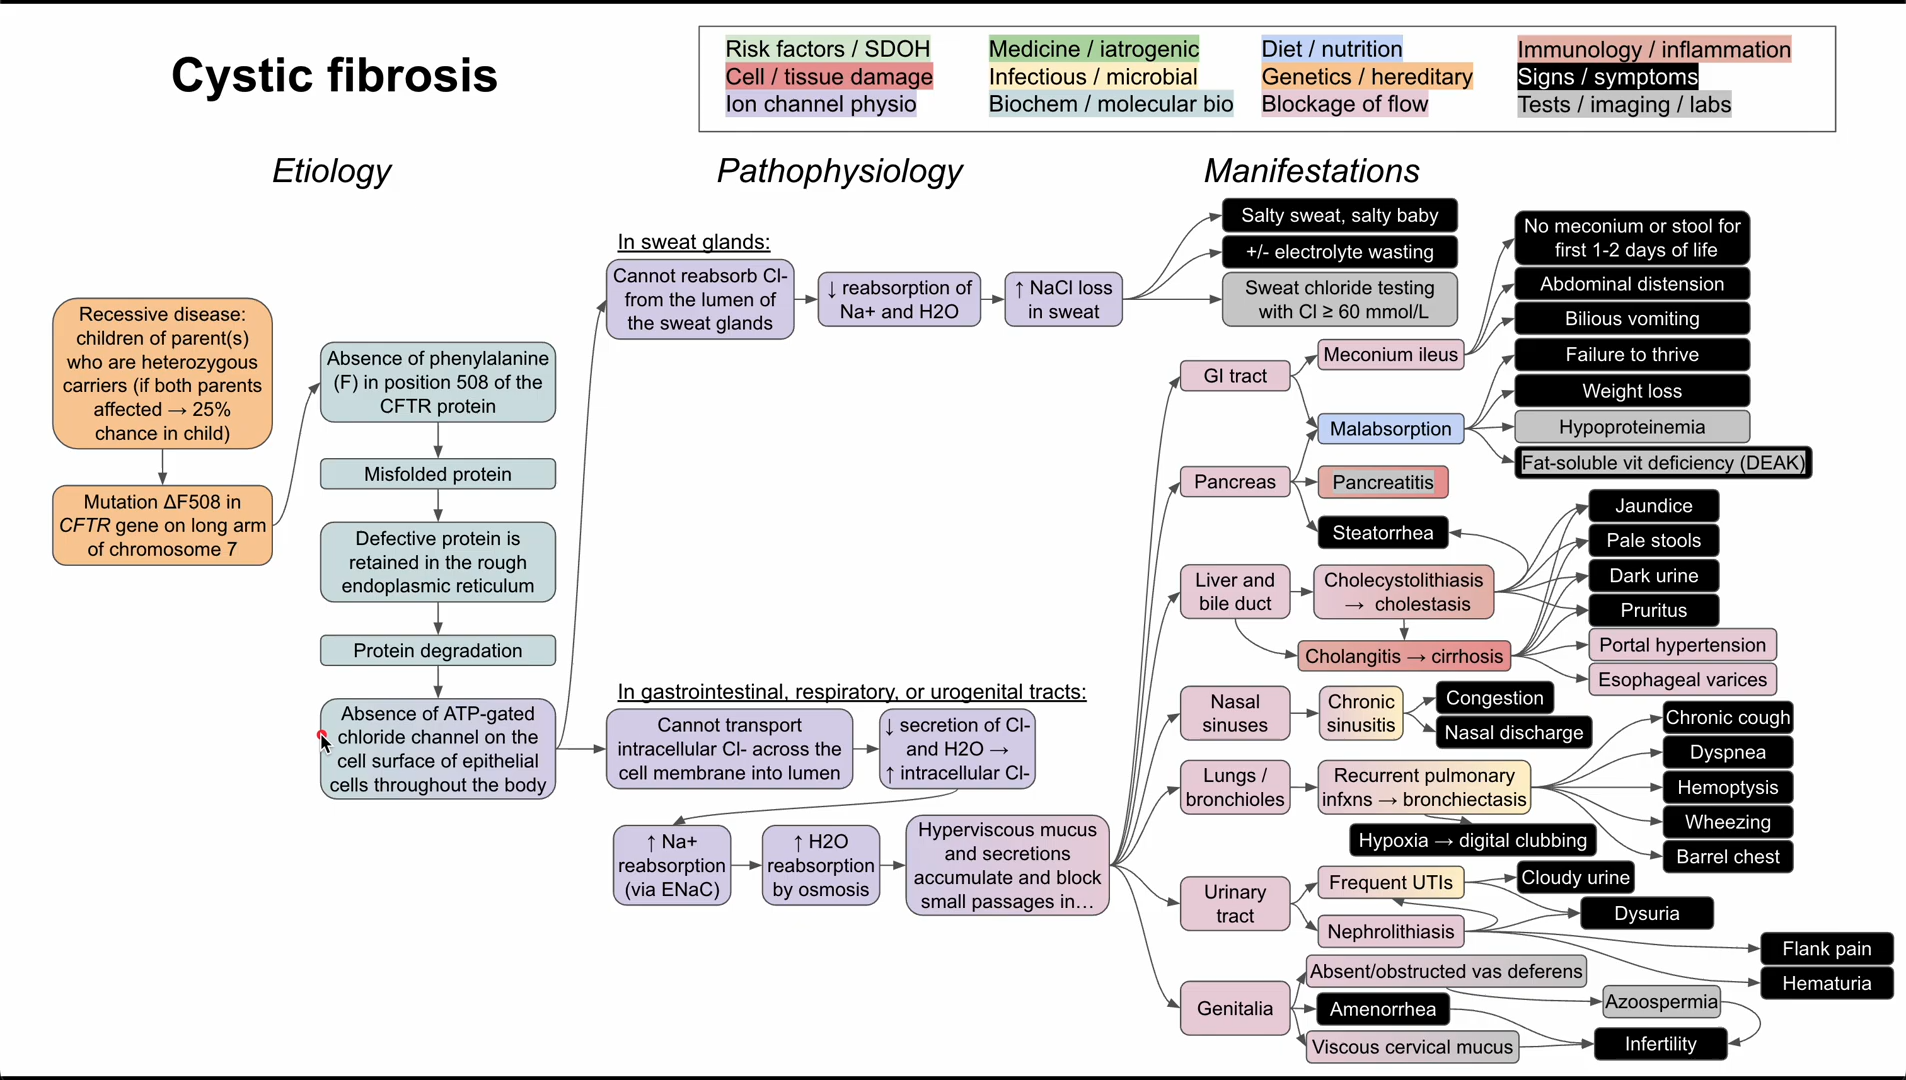 Cystic fibrosis
Risk factors / SDOH
Cell / tissue damage
Ion channel physio
Medicine / iatrogenic
Infectious / microbial
Biochem / molecular bio
Diet / nutrition
Genetics / hereditary
Blockage of flow
Immunology / inflammation
Signs / symptoms
Tests / imaging / labs
Etiology
Pathophysiology
Manifestations
Recessive disease:
children of parent(s)
who are heterozygous
carriers (if both parents
affected → 25%
chance in child)
Mutation ΔF508 in
CFTR gene on long arm
of chromosome 7
Absence of phenylalanine
(F) in position 508 of the
CFTR protein
Misfolded protein
Defective protein is
retained in the rough
endoplasmic reticulum
Protein degradation
Absence of ATP-gated
chloride channel on the
cell surface of epithelial
cells throughout the body
In sweat glands:
Cannot reabsorb Cl-
from the lumen of
the sweat glands
↓ reabsorption of
Na+ and H2O
↑ NaCl loss
in sweat
Salty sweat, salty baby
+/- electrolyte wasting
Sweat chloride testing
with Cl ≥ 60 mmol/L
In gastrointestinal, respiratory, or urogenital tracts:
Cannot transport
intracellular Cl- across the
cell membrane into lumen
↓ secretion of Cl-
and H2O →
↑ intracellular Cl-
↑ Na+
reabsorption
(via ENaC)
↑ H2O
reabsorption
by osmosis
Hyperviscous mucus
and secretions
accumulate and block
small passages in…
GI tract
Meconium ileus
No meconium or stool for
first 1-2 days of life
Abdominal distension
Bilious vomiting
Malabsorption
Failure to thrive
Weight loss
Hypoproteinemia
Fat-soluble vit deficiency (DEAK)
Pancreas
Pancreatitis
Steatorrhea
Liver and
bile duct
Cholecystolithiasis
→ cholestasis
Cholangitis → cirrhosis
Jaundice
Pale stools
Dark urine
Pruritus
Portal hypertension
Esophageal varices
Nasal
sinuses
Chronic
sinusitis
Congestion
Nasal discharge
Lungs /
bronchioles
Recurrent pulmonary
infxns → bronchiectasis
Hypoxia → digital clubbing
Chronic cough
Dyspnea
Hemoptysis
Wheezing
Barrel chest
Urinary
tract
Frequent UTIs
Nephrolithiasis
Cloudy urine
Dysuria
Flank pain
Hematuria
Genitalia
Absent/obstructed vas deferens
Amenorrhea
Viscous cervical mucus
Azoospermia
Infertility